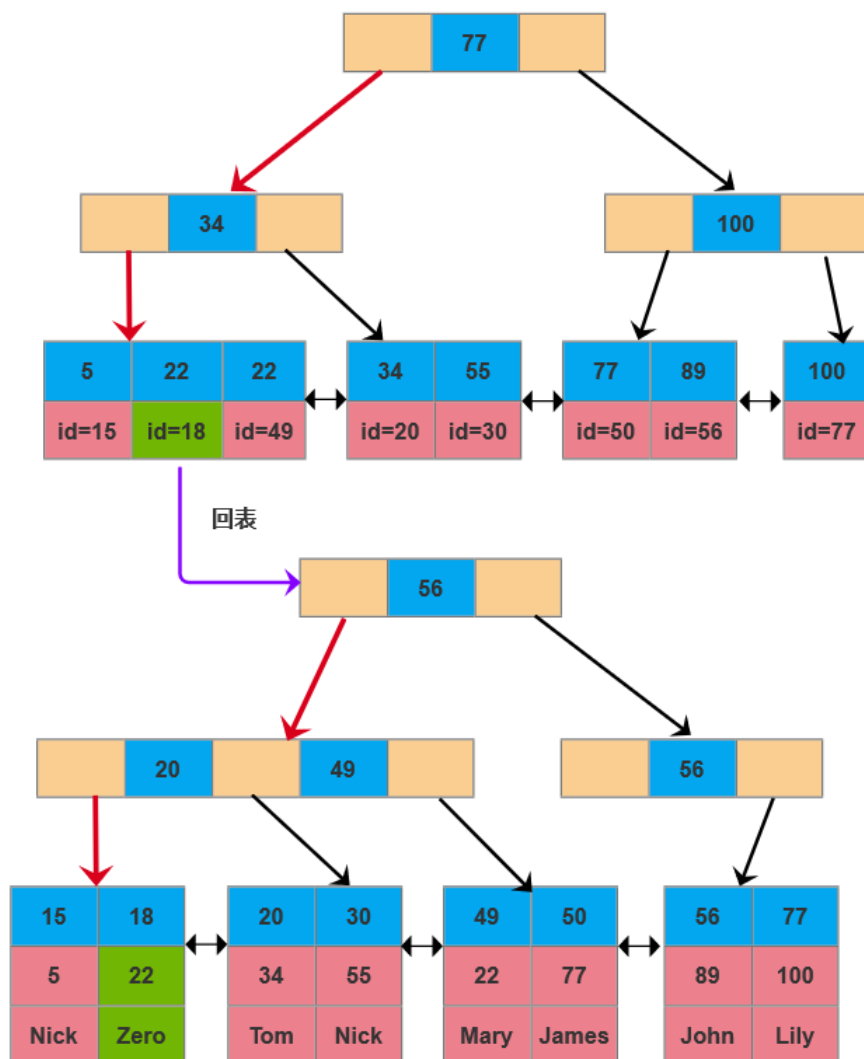 77
34 100
5 22 22 34 55 77 89 100
id=15 id=18 id=49 id=20 id=30 id=50 id=56 id=77
回表
56
20 49 56
15 18 20 30 49 50 56 77
5 22 34 55 22 77 89 100
Nick Zero Tom Nick Mary James John Lily